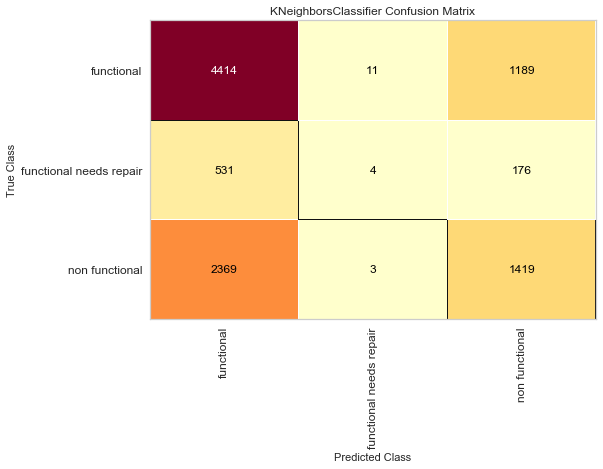 KNeighborsClassifier Confusion Matrix
True Class
functional
4414 11 1189
functional needs repair
531 4 176
non functional
2369 3 1419
functional
functional needs repair
non functional
Predicted Class